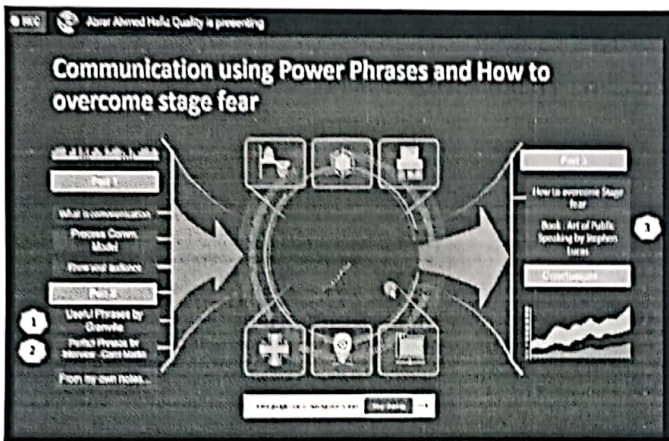 REC
Abrar Ahmed Hafiz Quality is presenting
Communication using Power Phrases and How to
overcome stage fear
Part 1
What is communication
Process Comm.
Model
Know your audience
Part 2
1
Useful Phrases by
2
Perfect Phrases for
Interview - Carol Martin
From my own notes...
Part 3
How to overcome Stage
fear
3
Book : Art of Public
Speaking by Stephen
Lucas
Conclusion
Stop sharing